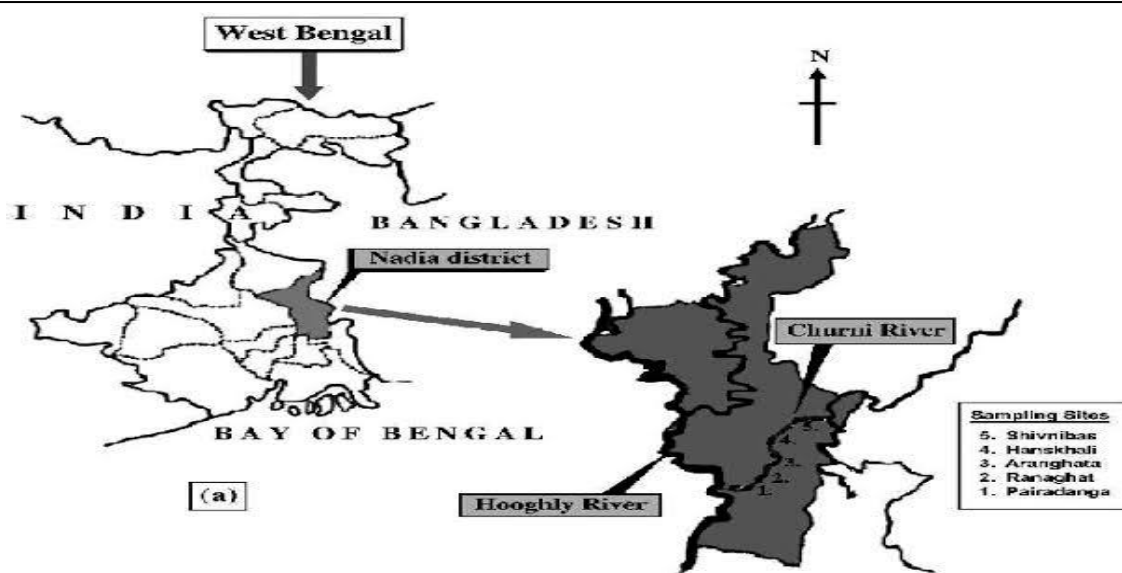 West Bengal
N
I N D I A
BANGLADESH
Nadia district
Churni River
5.
4.
3.
2.
1.
Sampling Sites
5. Shivnibas
4. Hanskhali
3. Aranghata
2. Ranaghat
1. Pairadanga
BAY OF BENGAL
(a)
Hooghly River